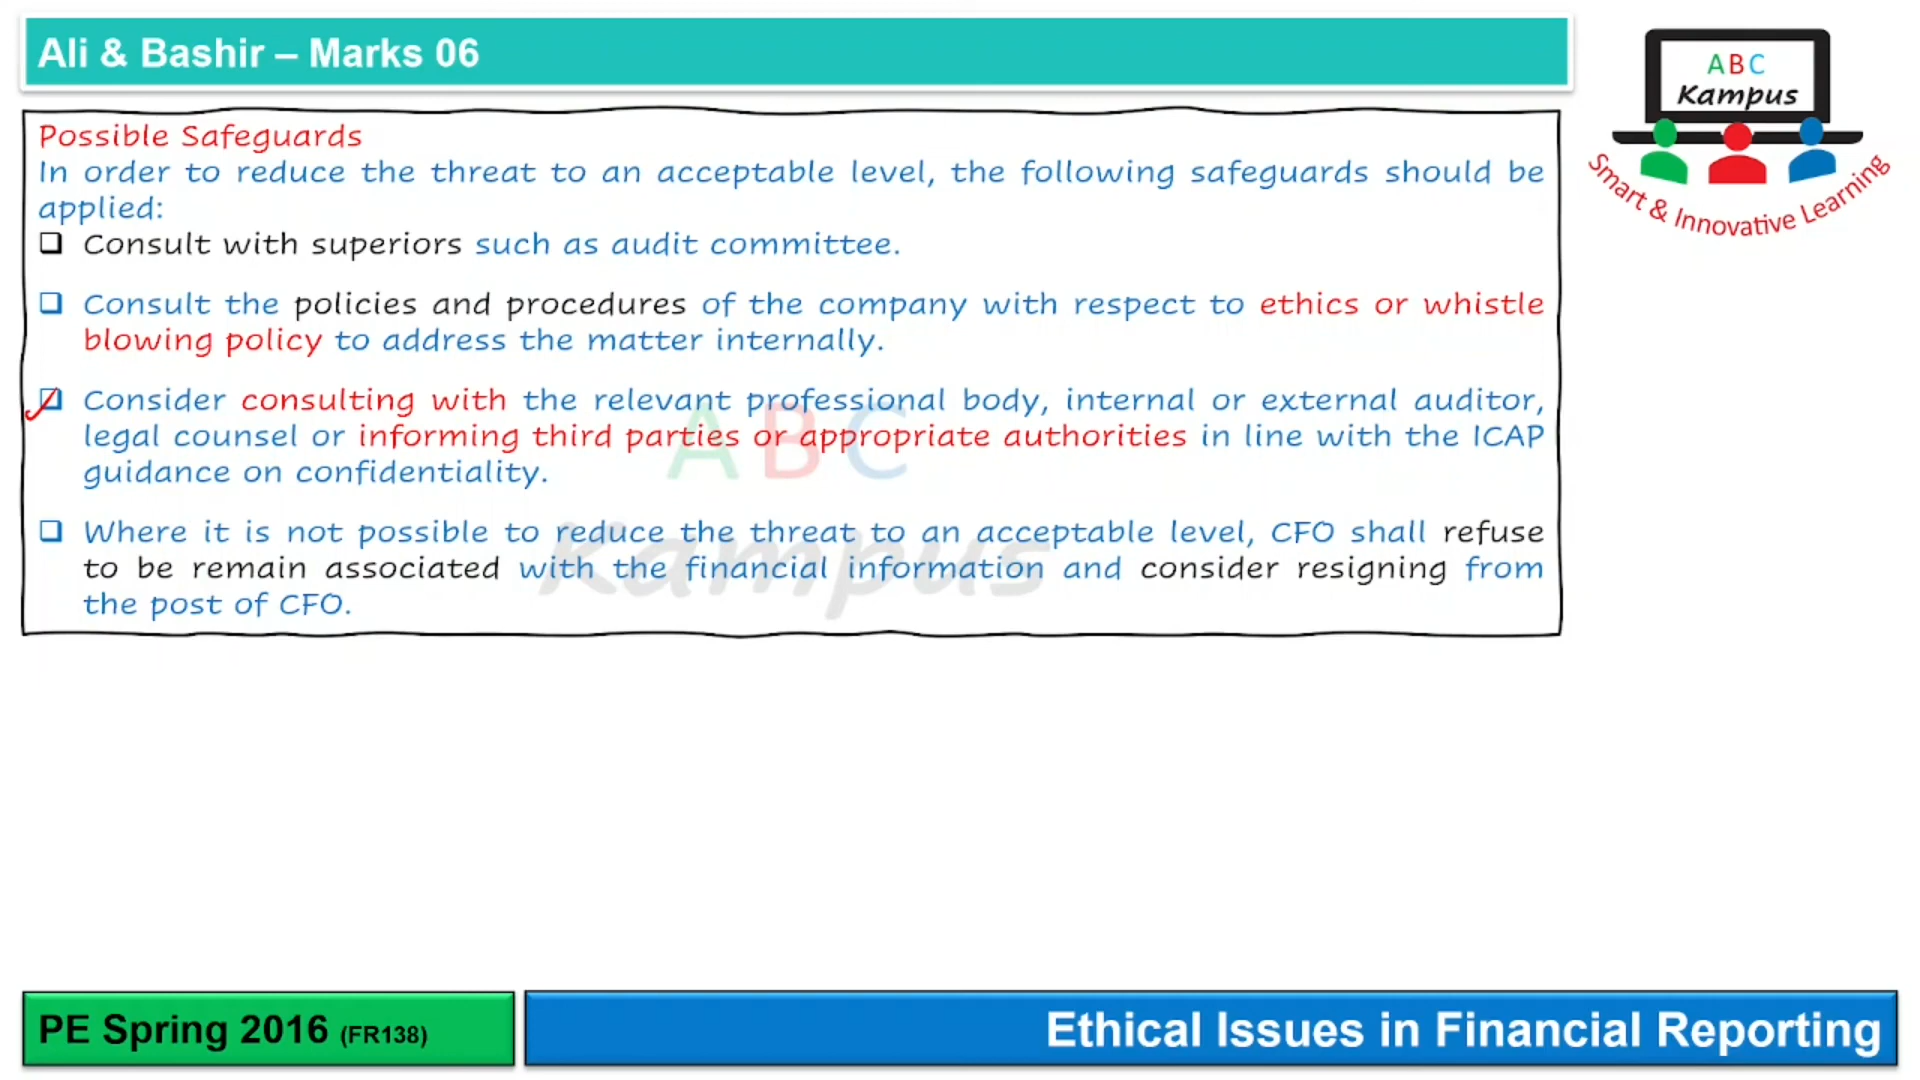 Ali & Bashir – Marks 06
ABC
Kampus
Smart & Innovative Learning
Possible Safeguards
In order to reduce the threat to an acceptable level, the following safeguards should be
applied:
❑ Consult with superiors such as audit committee.
❑ Consult the policies and procedures of the company with respect to ethics or whistle
blowing policy to address the matter internally.
❑ Consider consulting with the relevant professional body, internal or external auditor,
legal counsel or informing third parties or appropriate authorities in line with the ICAP
guidance on confidentiality.
❑ Where it is not possible to reduce the threat to an acceptable level, CFO shall refuse
to be remain associated with the financial information and consider resigning from
the post of CFO.
ABC
Kampus
PE Spring 2016 (FR138)
Ethical Issues in Financial Reporting